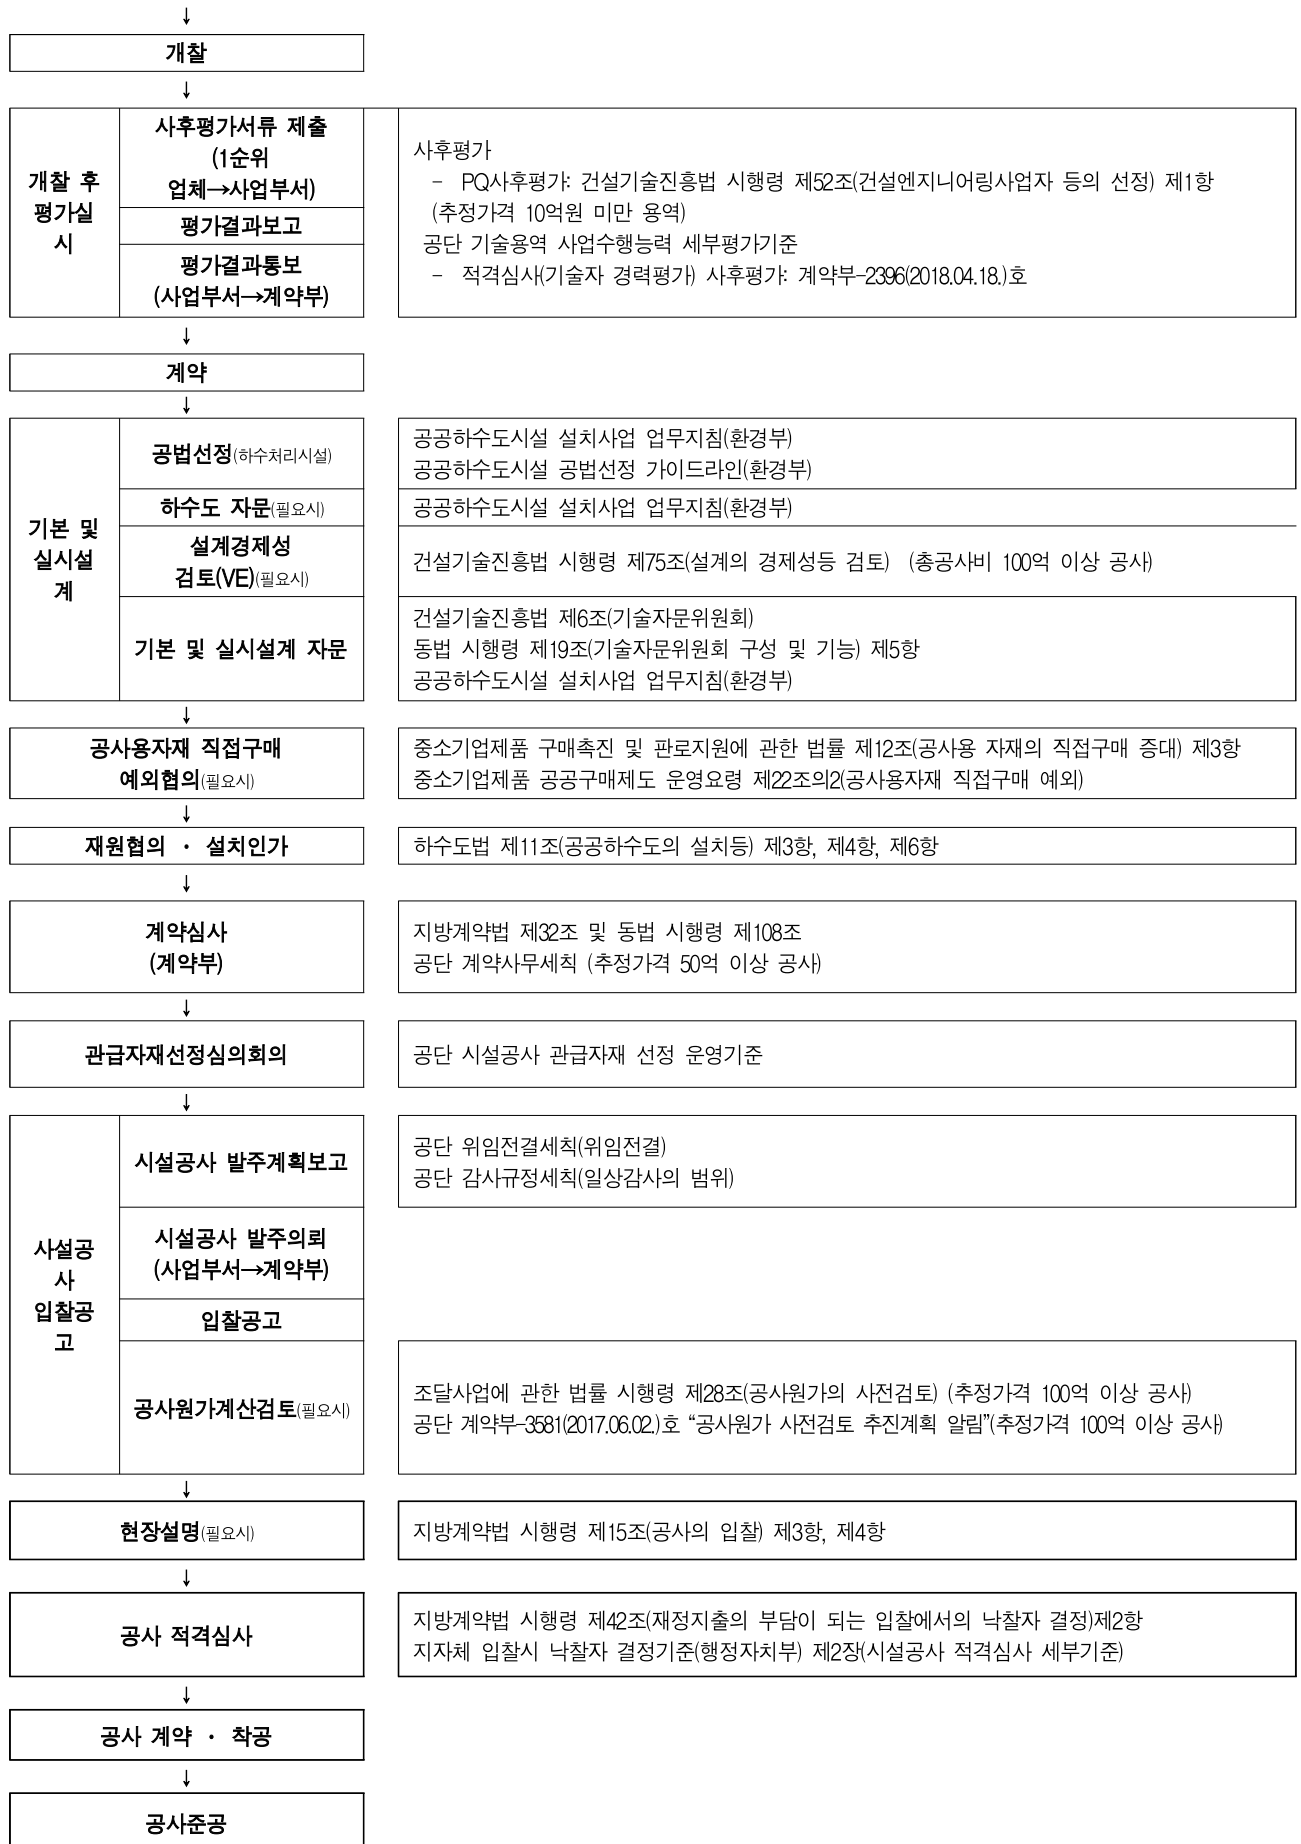 ↓
개찰
↓
개찰 후
평가실
시
사후평가서류 제출
(1순위
업체→사업부서)
평가결과보고
평가결과통보
(사업부서→계약부)
사후평가
- PQ사후평가: 건설기술진흥법 시행령 제52조(건설엔지니어링사업자 등의 선정) 제1항
(추정가격 10억원 미만 용역)
공단 기술용역 사업수행능력 세부평가기준
- 적격심사(기술자 경력평가) 사후평가: 계약부-2396(2018.04.18.)호
↓
계약
↓
기본 및
실시설
계
공법선정(하수처리시설)
공공하수도시설 설치사업 업무지침(환경부)
공공하수도시설 공법선정 가이드라인(환경부)
하수도 자문(필요시)
공공하수도시설 설치사업 업무지침(환경부)
설계경제성
검토(VE)(필요시)
건설기술진흥법 시행령 제75조(설계의 경제성등 검토) (총공사비 100억 이상 공사)
기본 및 실시설계 자문
건설기술진흥법 제6조(기술자문위원회)
동법 시행령 제19조(기술자문위원회 구성 및 기능) 제5항
공공하수도시설 설치사업 업무지침(환경부)
↓
공사용자재 직접구매
예외협의(필요시)
중소기업제품 구매촉진 및 판로지원에 관한 법률 제12조(공사용 자재의 직접구매 증대) 제3항
중소기업제품 공공구매제도 운영요령 제22조의2(공사용자재 직접구매 예외)
↓
재원협의 · 설치인가
하수도법 제11조(공공하수도의 설치등) 제3항, 제4항, 제6항
↓
계약심사
(계약부)
지방계약법 제32조 및 동법 시행령 제108조
공단 계약사무세칙 (추정가격 50억 이상 공사)
↓
관급자재선정심의회의
공단 시설공사 관급자재 선정 운영기준
↓
사설공
사
입찰공
고
시설공사 발주계획보고
공단 위임전결세칙(위임전결)
공단 감사규정세칙(일상감사의 범위)
시설공사 발주의뢰
(사업부서→계약부)
입찰공고
공사원가계산검토(필요시)
조달사업에 관한 법률 시행령 제28조(공사원가의 사전검토) (추정가격 100억 이상 공사)
공단 계약부-3581(2017.06.02.)호 “공사원가 사전검토 추진계획 알림”(추정가격 100억 이상 공사)
↓
현장설명(필요시)
지방계약법 시행령 제15조(공사의 입찰) 제3항, 제4항
↓
공사 적격심사
지방계약법 시행령 제42조(재정지출의 부담이 되는 입찰에서의 낙찰자 결정)제2항
지자체 입찰시 낙찰자 결정기준(행정자치부) 제2장(시설공사 적격심사 세부기준)
↓
공사 계약 · 착공
↓
공사준공